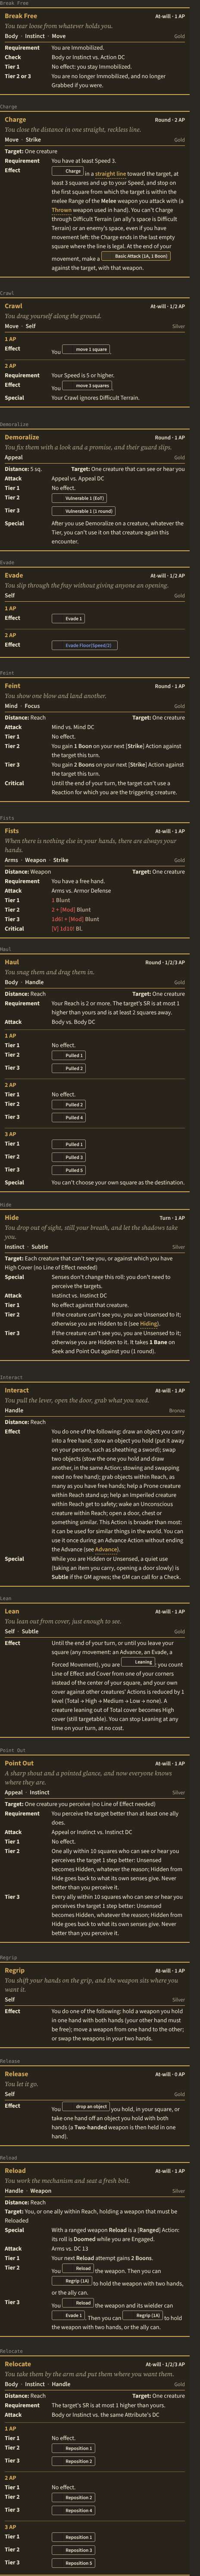 Break Free
Break Free At-will · 1 AP
You tear loose from whatever holds you.
Body · Instinct · Move Gold
Requirement You are Immobilized.
Check Body or Instinct vs. Action DC
Tier 1 No effect: you stay Immobilized.
Tier 2 or 3 You are no longer Immobilized, and no longer
Grabbed if you were.
Charge
Charge Round · 2 AP
You close the distance in one straight, reckless line.
Move · Strike Gold
Target: One creature
Requirement You have at least Speed 3.
Effect Charge in a straight line toward the target, at
least 3 squares and up to your Speed, and stop on
the first square from which the target is within the
melee Range of the Melee weapon you attack with (a
Thrown weapon used in hand). You can't Charge
through Difficult Terrain (an ally's space is Difficult
Terrain) or an enemy's space, even if you have
movement left: the Charge ends in the last empty
square where the line is legal. At the end of your
movement, make a Basic Attack (1A, 1 Boon)
against the target, with that weapon.
Crawl
Crawl At-will · 1/2 AP
You drag yourself along the ground.
Move · Self Silver
1 AP
Effect You move 1 square
2 AP
Requirement Your Speed is 5 or higher.
Effect You move 3 squares
Special Your Crawl ignores Difficult Terrain.
Demoralize
Demoralize Round · 1 AP
You fix them with a look and a promise, and their guard slips.
Appeal Gold
Distance: 5 sq. Target: One creature that can see or hear you
Attack Appeal vs. Appeal DC
Tier 1 No effect.
Tier 2 Vulnerable 1 (EoT)
Tier 3 Vulnerable 1 (1 round)
Special After you use Demoralize on a creature, whatever the
Tier, you can't use it on that creature again this
encounter.
Evade
Evade At-will · 1/2 AP
You slip through the fray without giving anyone an opening.
Self Gold
1 AP
Effect Evade 1
2 AP
Effect Evade Floor(Speed/2)
Feint
Feint Round · 1 AP
You show one blow and land another.
Mind · Focus Gold
Distance: Reach Target: One creature
Attack Mind vs. Mind DC
Tier 1 No effect.
Tier 2 You gain 1 Boon on your next [Strike] Action against
the target this turn.
Tier 3 You gain 2 Boons on your next [Strike] Action against
the target this turn.
Critical Until the end of your turn, the target can't use a
Reaction for which you are the triggering creature.
Fists
Fists At-will · 1 AP
When there is nothing else in your hands, there are always your
hands.
Arms · Weapon · Strike Gold
Distance: Weapon Target: One creature
Requirement You have a free hand.
Attack Arms vs. Armor Defense
Tier 1 1 Blunt
Tier 2 2 + [Mod] Blunt
Tier 3 1d6! + [Mod] Blunt
Critical [V] 1d10! Bl.
Haul
Haul Round · 1/2/3 AP
You snag them and drag them in.
Body · Handle Gold
Distance: Reach Target: One creature
Requirement Your Reach is 2 or more. The target's SR is at most 1
higher than yours and is at least 2 squares away.
Attack Body vs. Body DC
1 AP
Tier 1 No effect.
Tier 2 Pulled 1
Tier 3 Pulled 2
2 AP
Tier 1 No effect.
Tier 2 Pulled 2
Tier 3 Pulled 4
3 AP
Tier 1 Pulled 1
Tier 2 Pulled 3
Tier 3 Pulled 5
Special You can't choose your own square as the destination.
Hide
Hide Turn · 1 AP
You drop out of sight, still your breath, and let the shadows take
you.
Instinct · Subtle Silver
Target: Each creature that can't see you, or against which you have
High Cover (no Line of Effect needed)
Special Senses don't change this roll: you don't need to
perceive the targets.
Attack Instinct vs. Instinct DC
Tier 1 No effect against that creature.
Tier 2 If the creature can't see you, you are Unsensed to it;
otherwise you are Hidden to it (see Hiding).
Tier 3 If the creature can't see you, you are Unsensed to it;
otherwise you are Hidden to it. It takes 1 Bane on
Seek and Point Out against you (1 round).
Interact
Interact At-will · 1 AP
You pull the lever, open the door, grab what you need.
Handle Bronze
Distance: Reach
Effect You do one of the following: draw an object you carry
into a free hand; stow an object you hold (put it away
on your person, such as sheathing a sword); swap
two objects (stow the one you hold and draw
another, in the same Action; stowing and swapping
need no free hand); grab objects within Reach, as
many as you have free hands; help a Prone creature
within Reach stand up; help an Imperiled creature
within Reach get to safety; wake an Unconscious
creature within Reach; open a door, chest or
something similar. This Action is broader than most:
it can be used for similar things in the world. You can
use it once during an Advance Action without ending
the Advance (see Advance).
Special While you are Hidden or Unsensed, a quiet use
(taking an item you carry, opening a door slowly) is
Subtle if the GM agrees; the GM can call for a Check.
Lean
Lean At-will · 1 AP
You lean out from cover, just enough to see.
Self · Subtle Gold
Effect Until the end of your turn, or until you leave your
square (any movement: an Advance, an Evade, a
Forced Movement), you are Leaning: you count
Line of Effect and Cover from one of your corners
instead of the center of your square, and your own
cover against other creatures' Actions is reduced by 1
level (Total → High → Medium → Low → none). A
creature leaning out of Total cover becomes High
cover (still targetable). You can stop Leaning at any
time on your turn, at no cost.
Point Out
Point Out At-will · 1 AP
A sharp shout and a pointed glance, and now everyone knows
where they are.
Appeal · Instinct Silver
Target: One creature you perceive (no Line of Effect needed)
Requirement You perceive the target better than at least one ally
does.
Attack Appeal or Instinct vs. Instinct DC
Tier 1 No effect.
Tier 2 One ally within 10 squares who can see or hear you
perceives the target 1 step better: Unsensed
becomes Hidden, whatever the reason; Hidden from
Hide goes back to what its own senses give. Never
better than you perceive it.
Tier 3 Every ally within 10 squares who can see or hear you
perceives the target 1 step better: Unsensed
becomes Hidden, whatever the reason; Hidden from
Hide goes back to what its own senses give. Never
better than you perceive it.
Regrip
Regrip At-will · 1 AP
You shift your hands on the grip, and the weapon sits where you
want it.
Self Silver
Effect You do one of the following: hold a weapon you hold
in one hand with both hands (your other hand must
be free); move a weapon from one hand to the other;
or swap the weapons in your two hands.
Release
Release At-will · 0 AP
You let it go.
Self Gold
Effect You drop an object you hold, in your square, or
take one hand off an object you hold with both
hands (a Two-handed weapon is then held in one
hand).
Reload
Reload At-will · 1 AP
You work the mechanism and seat a fresh bolt.
Handle · Weapon Silver
Distance: Reach
Target: You, or one ally within Reach, holding a weapon that must be
Reloaded
Special With a ranged weapon Reload is a [Ranged] Action:
its roll is Doomed while you are Engaged.
Attack Arms vs. DC 13
Tier 1 Your next Reload attempt gains 2 Boons.
Tier 2 You Reload the weapon. Then you can
Regrip (1A) to hold the weapon with two hands,
or the ally can.
Tier 3 You Reload the weapon and its wielder can
Evade 1. Then you can Regrip (1A) to hold
the weapon with two hands, or the ally can.
Relocate
Relocate At-will · 1/2/3 AP
You take them by the arm and put them where you want them.
Body · Instinct · Handle Gold
Distance: Reach Target: One creature
Requirement The target's SR is at most 1 higher than yours.
Attack Body or Instinct vs. the same Attribute's DC
1 AP
Tier 1 No effect.
Tier 2 Reposition 1
Tier 3 Reposition 2
2 AP
Tier 1 No effect.
Tier 2 Reposition 2
Tier 3 Reposition 4
3 AP
Tier 1 Reposition 1
Tier 2 Reposition 3
Tier 3 Reposition 5